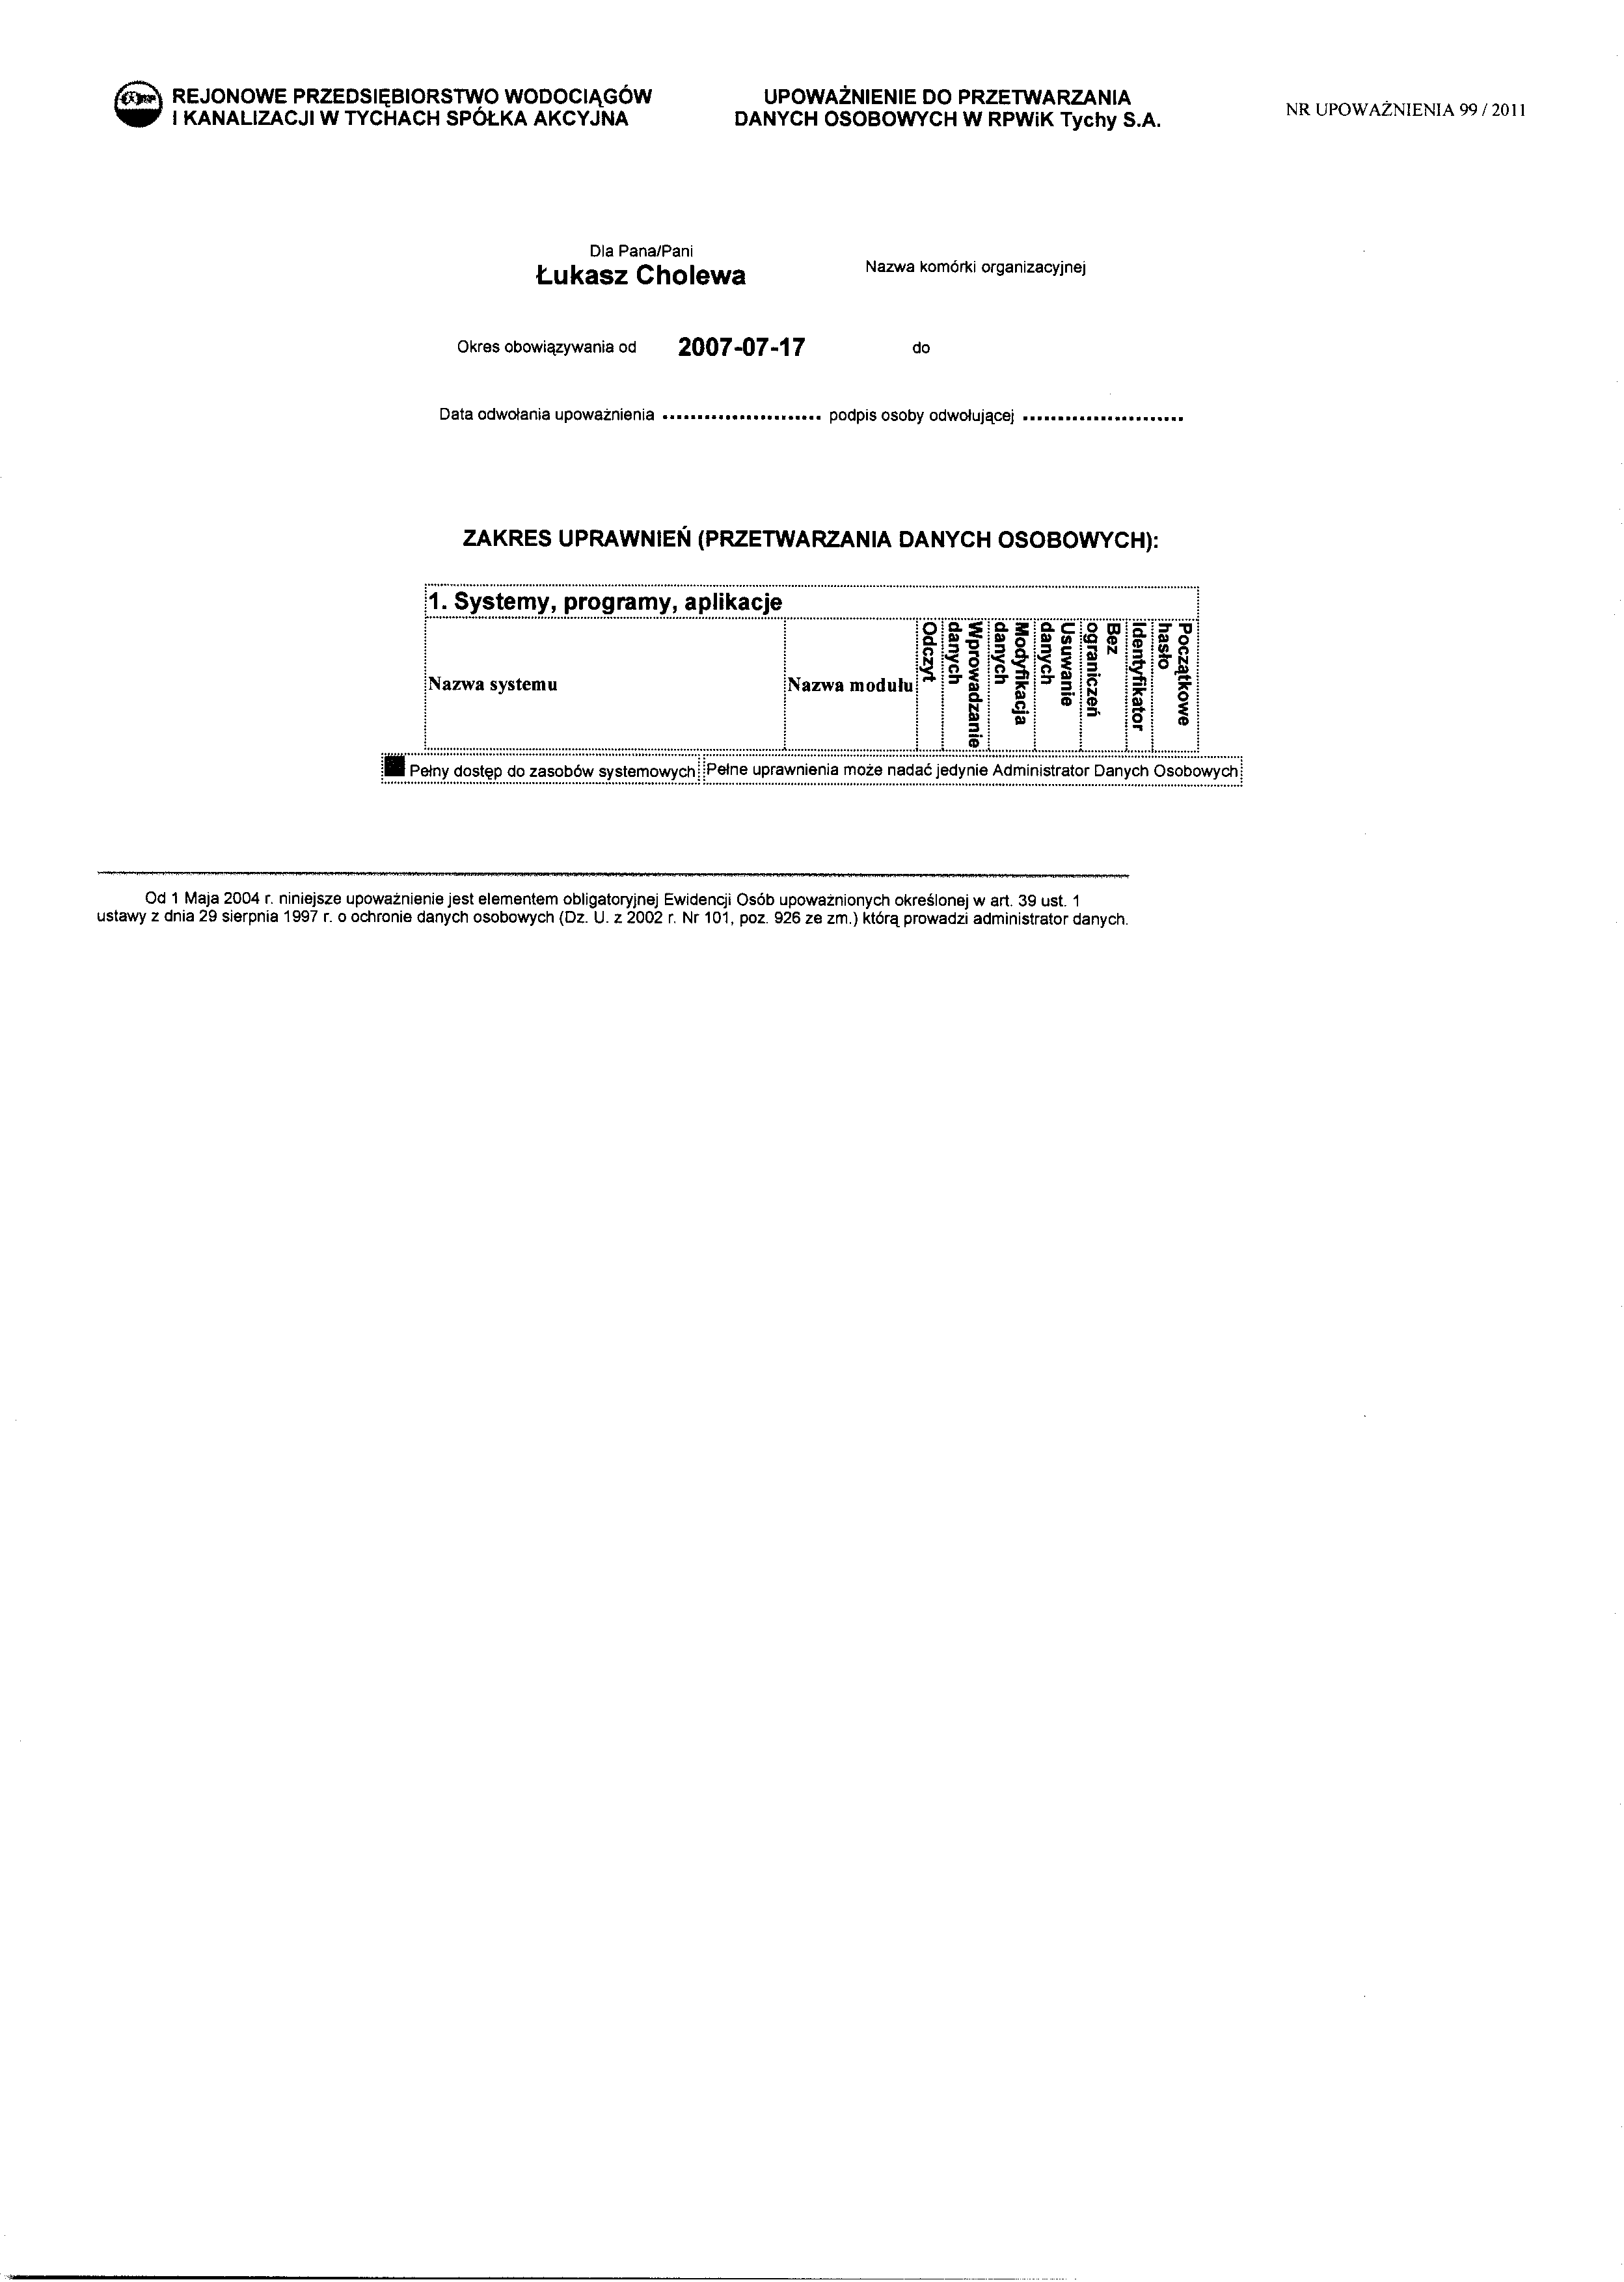 REJONOWE PRZEDSIĘBIORSTWO WODOCIĄGÓW
I KANALIZACJI W TYCHACH SPÓŁKA AKCYJNA
UPOWAŻNIENIE DO PRZETWARZANIA
DANYCH OSOBOWYCH W RPWiK Tychy S.A.
NR UPOWAŻNIENIA 99 / 2011
Dla Pana/Pani
Łukasz Cholewa
Nazwa komórki organizacyjnej
Okres obowiązywania od 2007-07-17 do
Data odwołania upoważnienia ....................... podpis osoby odwołującej .......................
ZAKRES UPRAWNIEŃ (PRZETWARZANIA DANYCH OSOBOWYCH):
1. Systemy, programy, aplikacje
Nazwa systemu
Nazwa modułu
Odczyt
Wprowadzanie
danych
Modyfikacja
danych
Usuwanie
danych
Bez
ograniczeń
Identyfikator
Początkowe
hasło
Pełny dostęp do zasobów systemowych
Pełne uprawnienia może nadać jedynie Administrator Danych Osobowych
Od 1 Maja 2004 r. niniejsze upoważnienie jest elementem obligatoryjnej Ewidencji Osób upoważnionych określonej w art. 39 ust. 1
ustawy z dnia 29 sierpnia 1997 r. o ochronie danych osobowych (Dz. U. z 2002 r. Nr 101, poz. 926 ze zm.) którą prowadzi administrator danych.